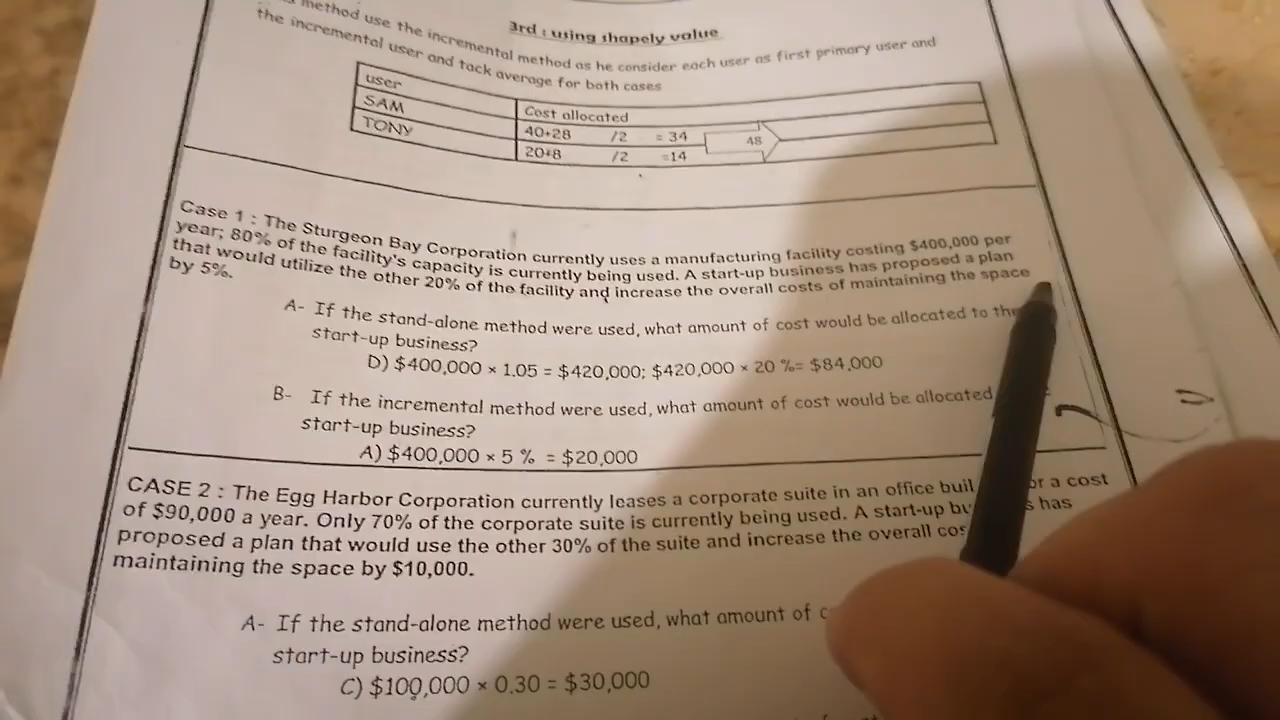 3rd : using shapely value
method use the incremental method as he consider each user as first primary user and
the incremental user and tack average for both cases
user Cost allocated
SAM 40+28 /2 = 34
TONY 20+8 /2 =14
48
Case 1 : The Sturgeon Bay Corporation currently uses a manufacturing facility costing $400,000 per
year; 80% of the facility's capacity is currently being used. A start-up business has proposed a plan
that would utilize the other 20% of the facility and increase the overall costs of maintaining the space
by 5%.
A- If the stand-alone method were used, what amount of cost would be allocated to the
start-up business?
D) $400,000 × 1.05 = $420,000; $420,000 × 20 %= $84,000
B- If the incremental method were used, what amount of cost would be allocated
start-up business?
A) $400,000 × 5 % = $20,000
CASE 2 : The Egg Harbor Corporation currently leases a corporate suite in an office buil or a cost
of $90,000 a year. Only 70% of the corporate suite is currently being used. A start-up bu s has
proposed a plan that would use the other 30% of the suite and increase the overall cos
maintaining the space by $10,000.
A- If the stand-alone method were used, what amount of c
start-up business?
C) $100,000 × 0.30 = $30,000